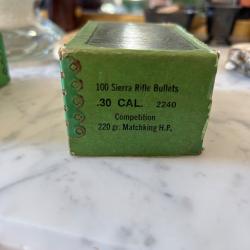 100 Sierra Rifle Bullets
.30 CAL. 2240
Competition
220 gr. Matchking H.P.